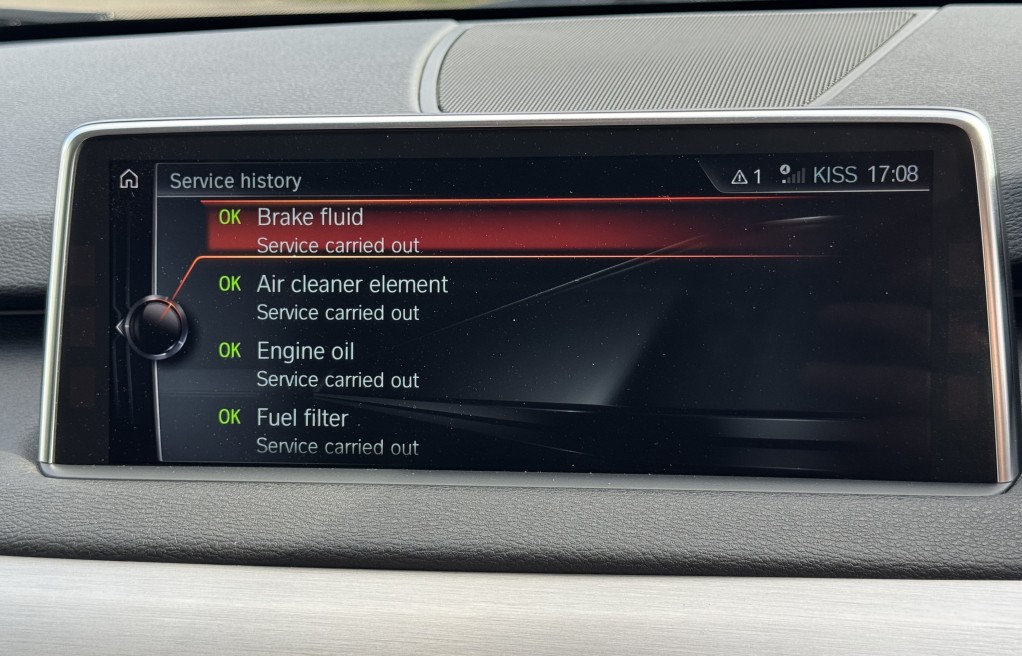 Service history
1 KISS 17:08
OK Brake fluid
Service carried out
OK Air cleaner element
Service carried out
OK Engine oil
Service carried out
OK Fuel filter
Service carried out